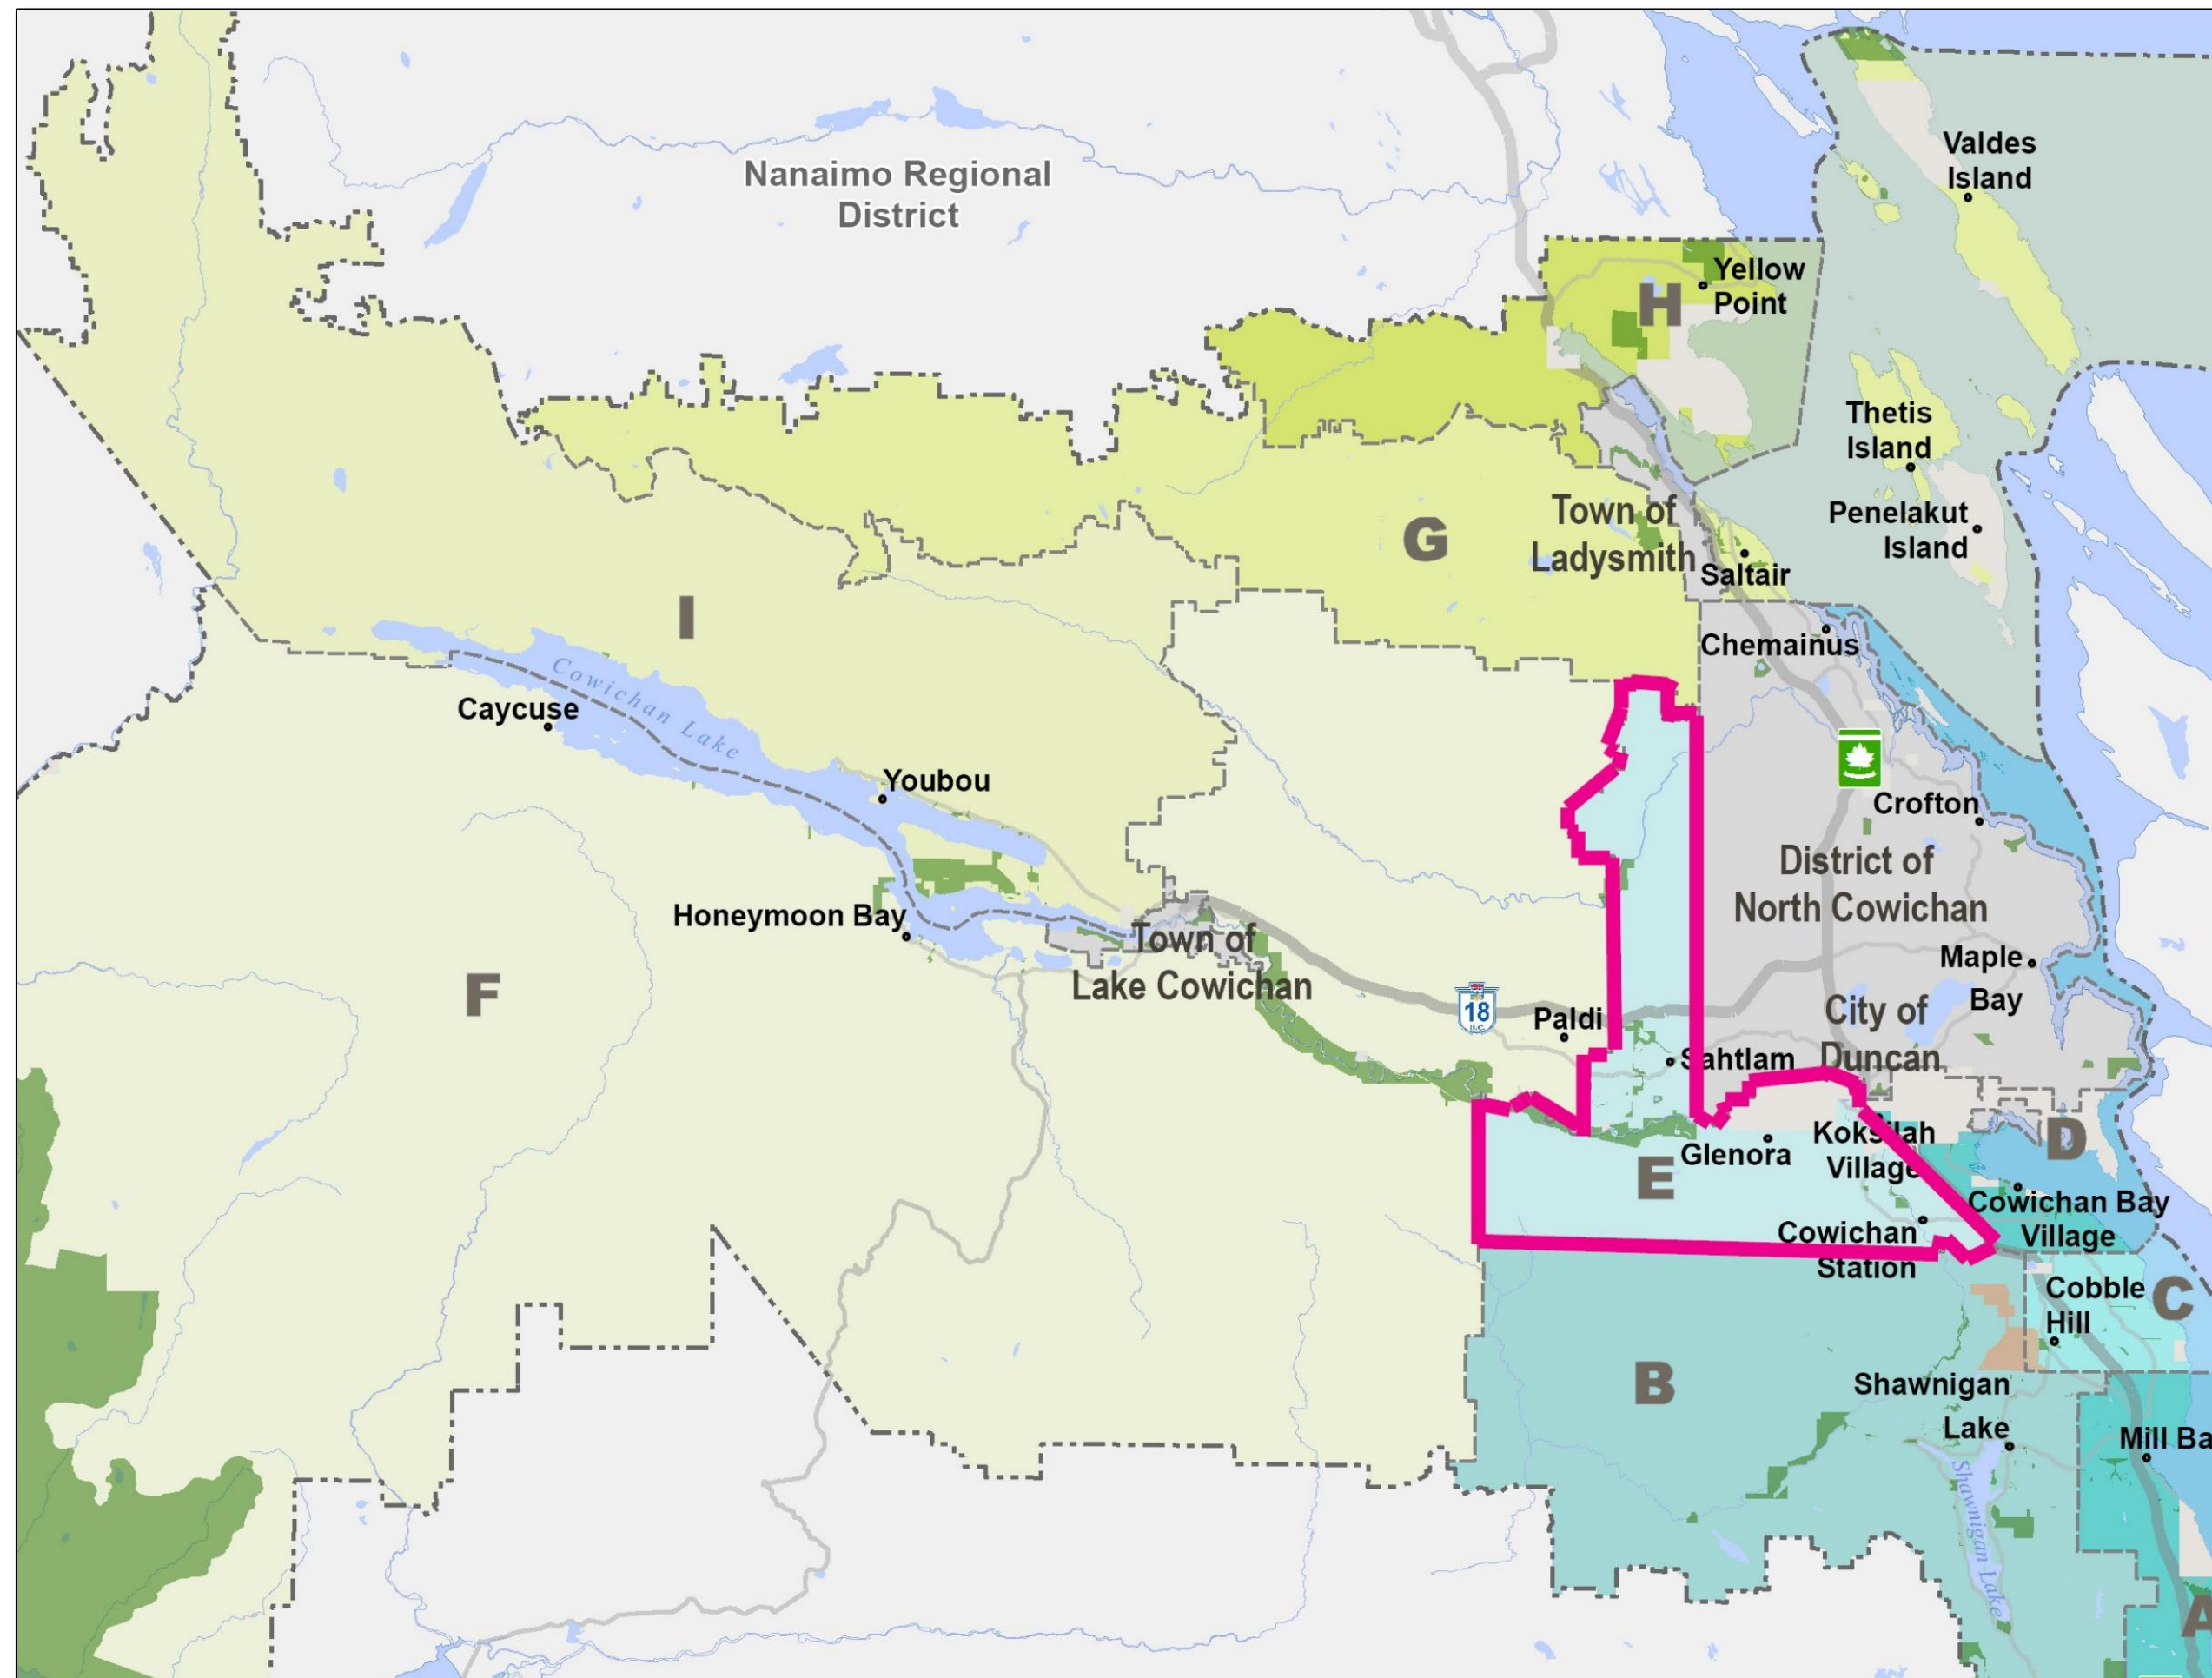 Nanaimo Regional
District
Valdes
Island
Yellow
Point
H
Thetis
Island
Penelakut
Island
G
Town of
Ladysmith
Saltair
Chemainus
I
Cowichan Lake
Caycuse
Youbou
Crofton
District of
North Cowichan
Honeymoon Bay
Town of
Lake Cowichan
F
Maple
Bay
18
B.C.
Paldi
City of
Duncan
Sahtlam
D
Koksilah
Village
Glenora
E
Cowichan Bay
Village
Cowichan
Station
Cobble
Hill
C
B
Shawnigan
Lake
Mill Ba
Shawnigan Lake
A